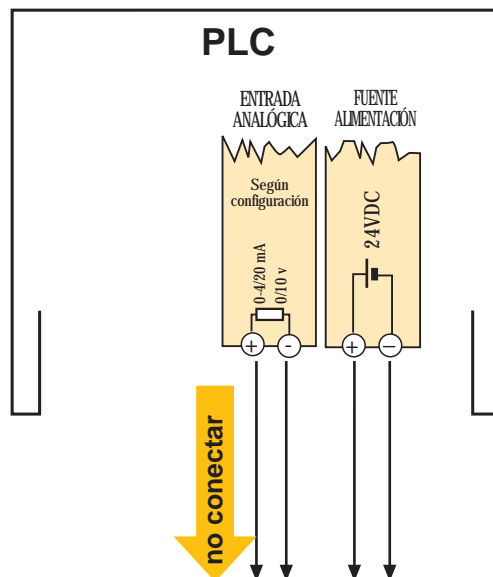 PLC
ENTRADA
ANALÓGICA
FUENTE
ALIMENTACIÓN
Según
configuración
0-4/20 mA
0/10 v
24VDC
+
-
+
−
no conectar